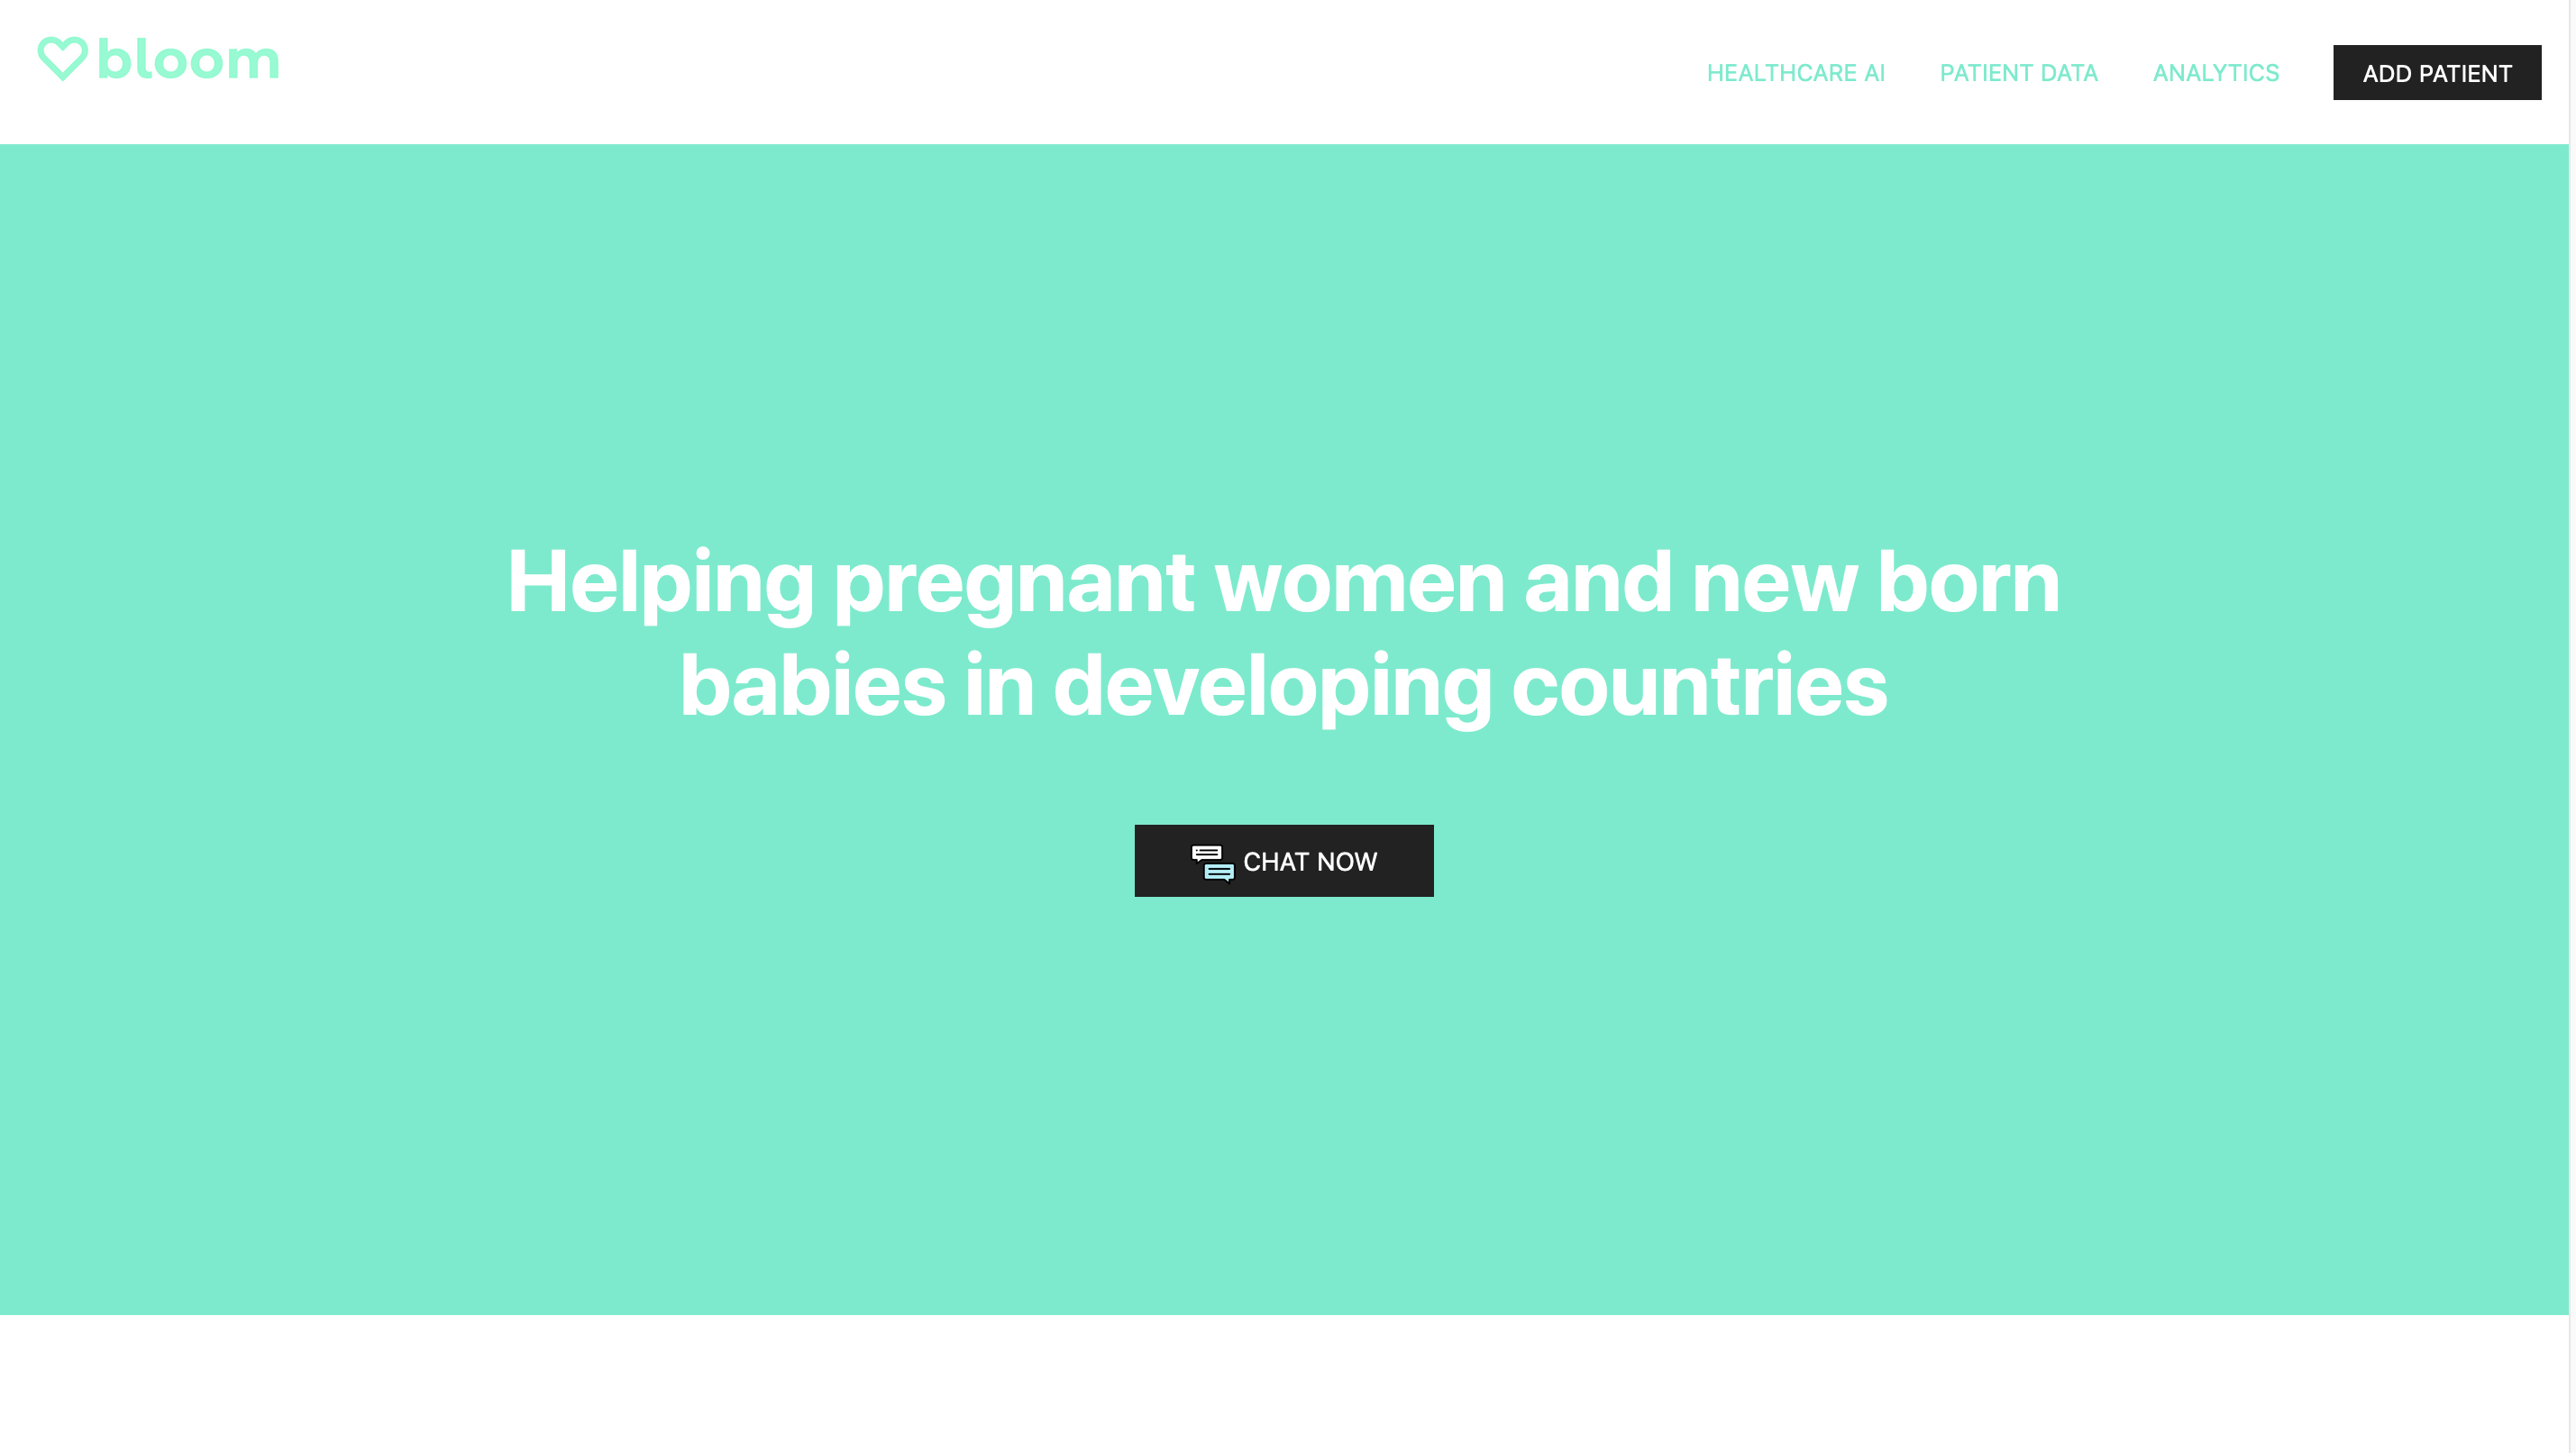 bloom
HEALTHCARE AI
PATIENT DATA
ANALYTICS
ADD PATIENT
Helping pregnant women and new born
babies in developing countries
CHAT NOW